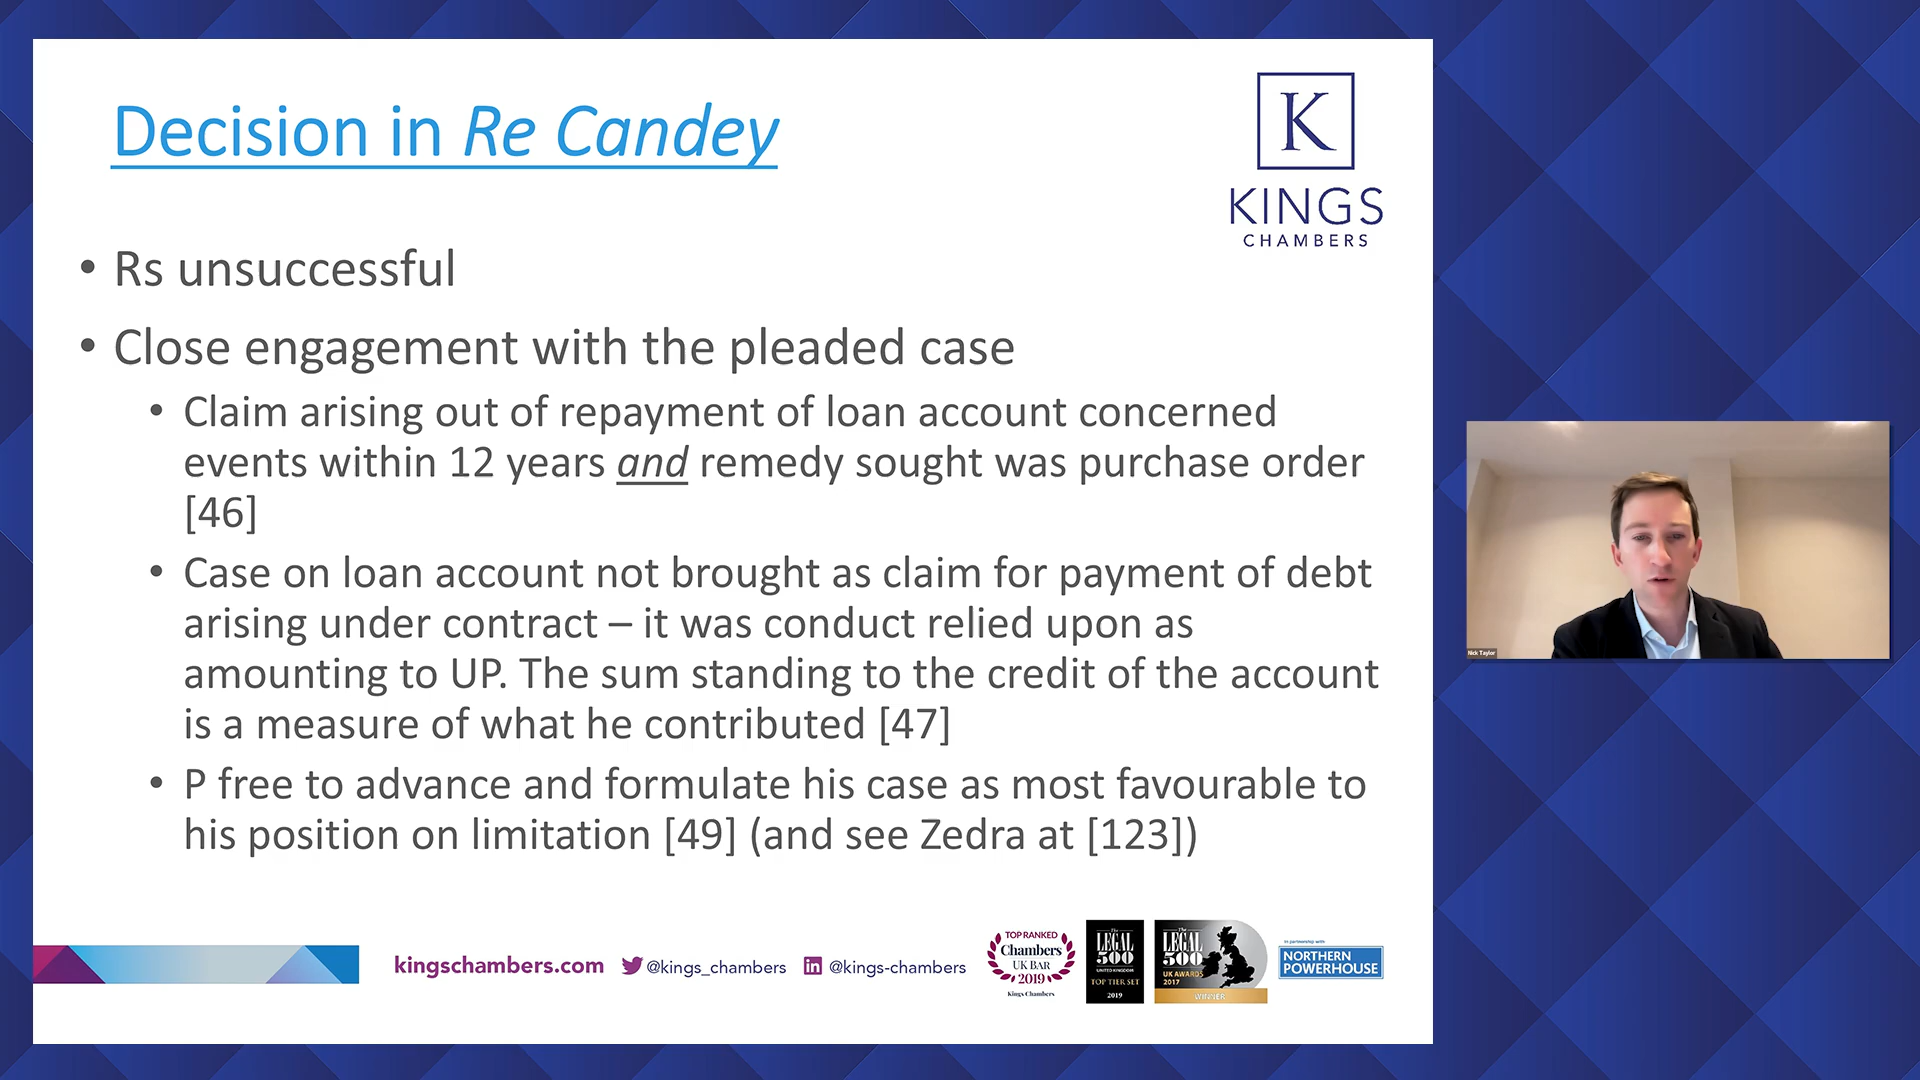 Decision in Re Candey
K
KINGS
CHAMBERS
• Rs unsuccessful
• Close engagement with the pleaded case
• Claim arising out of repayment of loan account concerned
events within 12 years and remedy sought was purchase order
[46]
• Case on loan account not brought as claim for payment of debt
arising under contract – it was conduct relied upon as
amounting to UP. The sum standing to the credit of the account
is a measure of what he contributed [47]
• P free to advance and formulate his case as most favourable to
his position on limitation [49] (and see Zedra at [123])
Nick Taylor
kingschambers.com @kings_chambers in @kings-chambers
TOP RANKED
Chambers
UK BAR
2019
Kings Chambers
The
LEGAL
500
UNITED KINGDOM
TOP TIER SET
2019
The
LEGAL
500
UK AWARDS
2017
WINNER
In partnership with
NORTHERN
POWERHOUSE